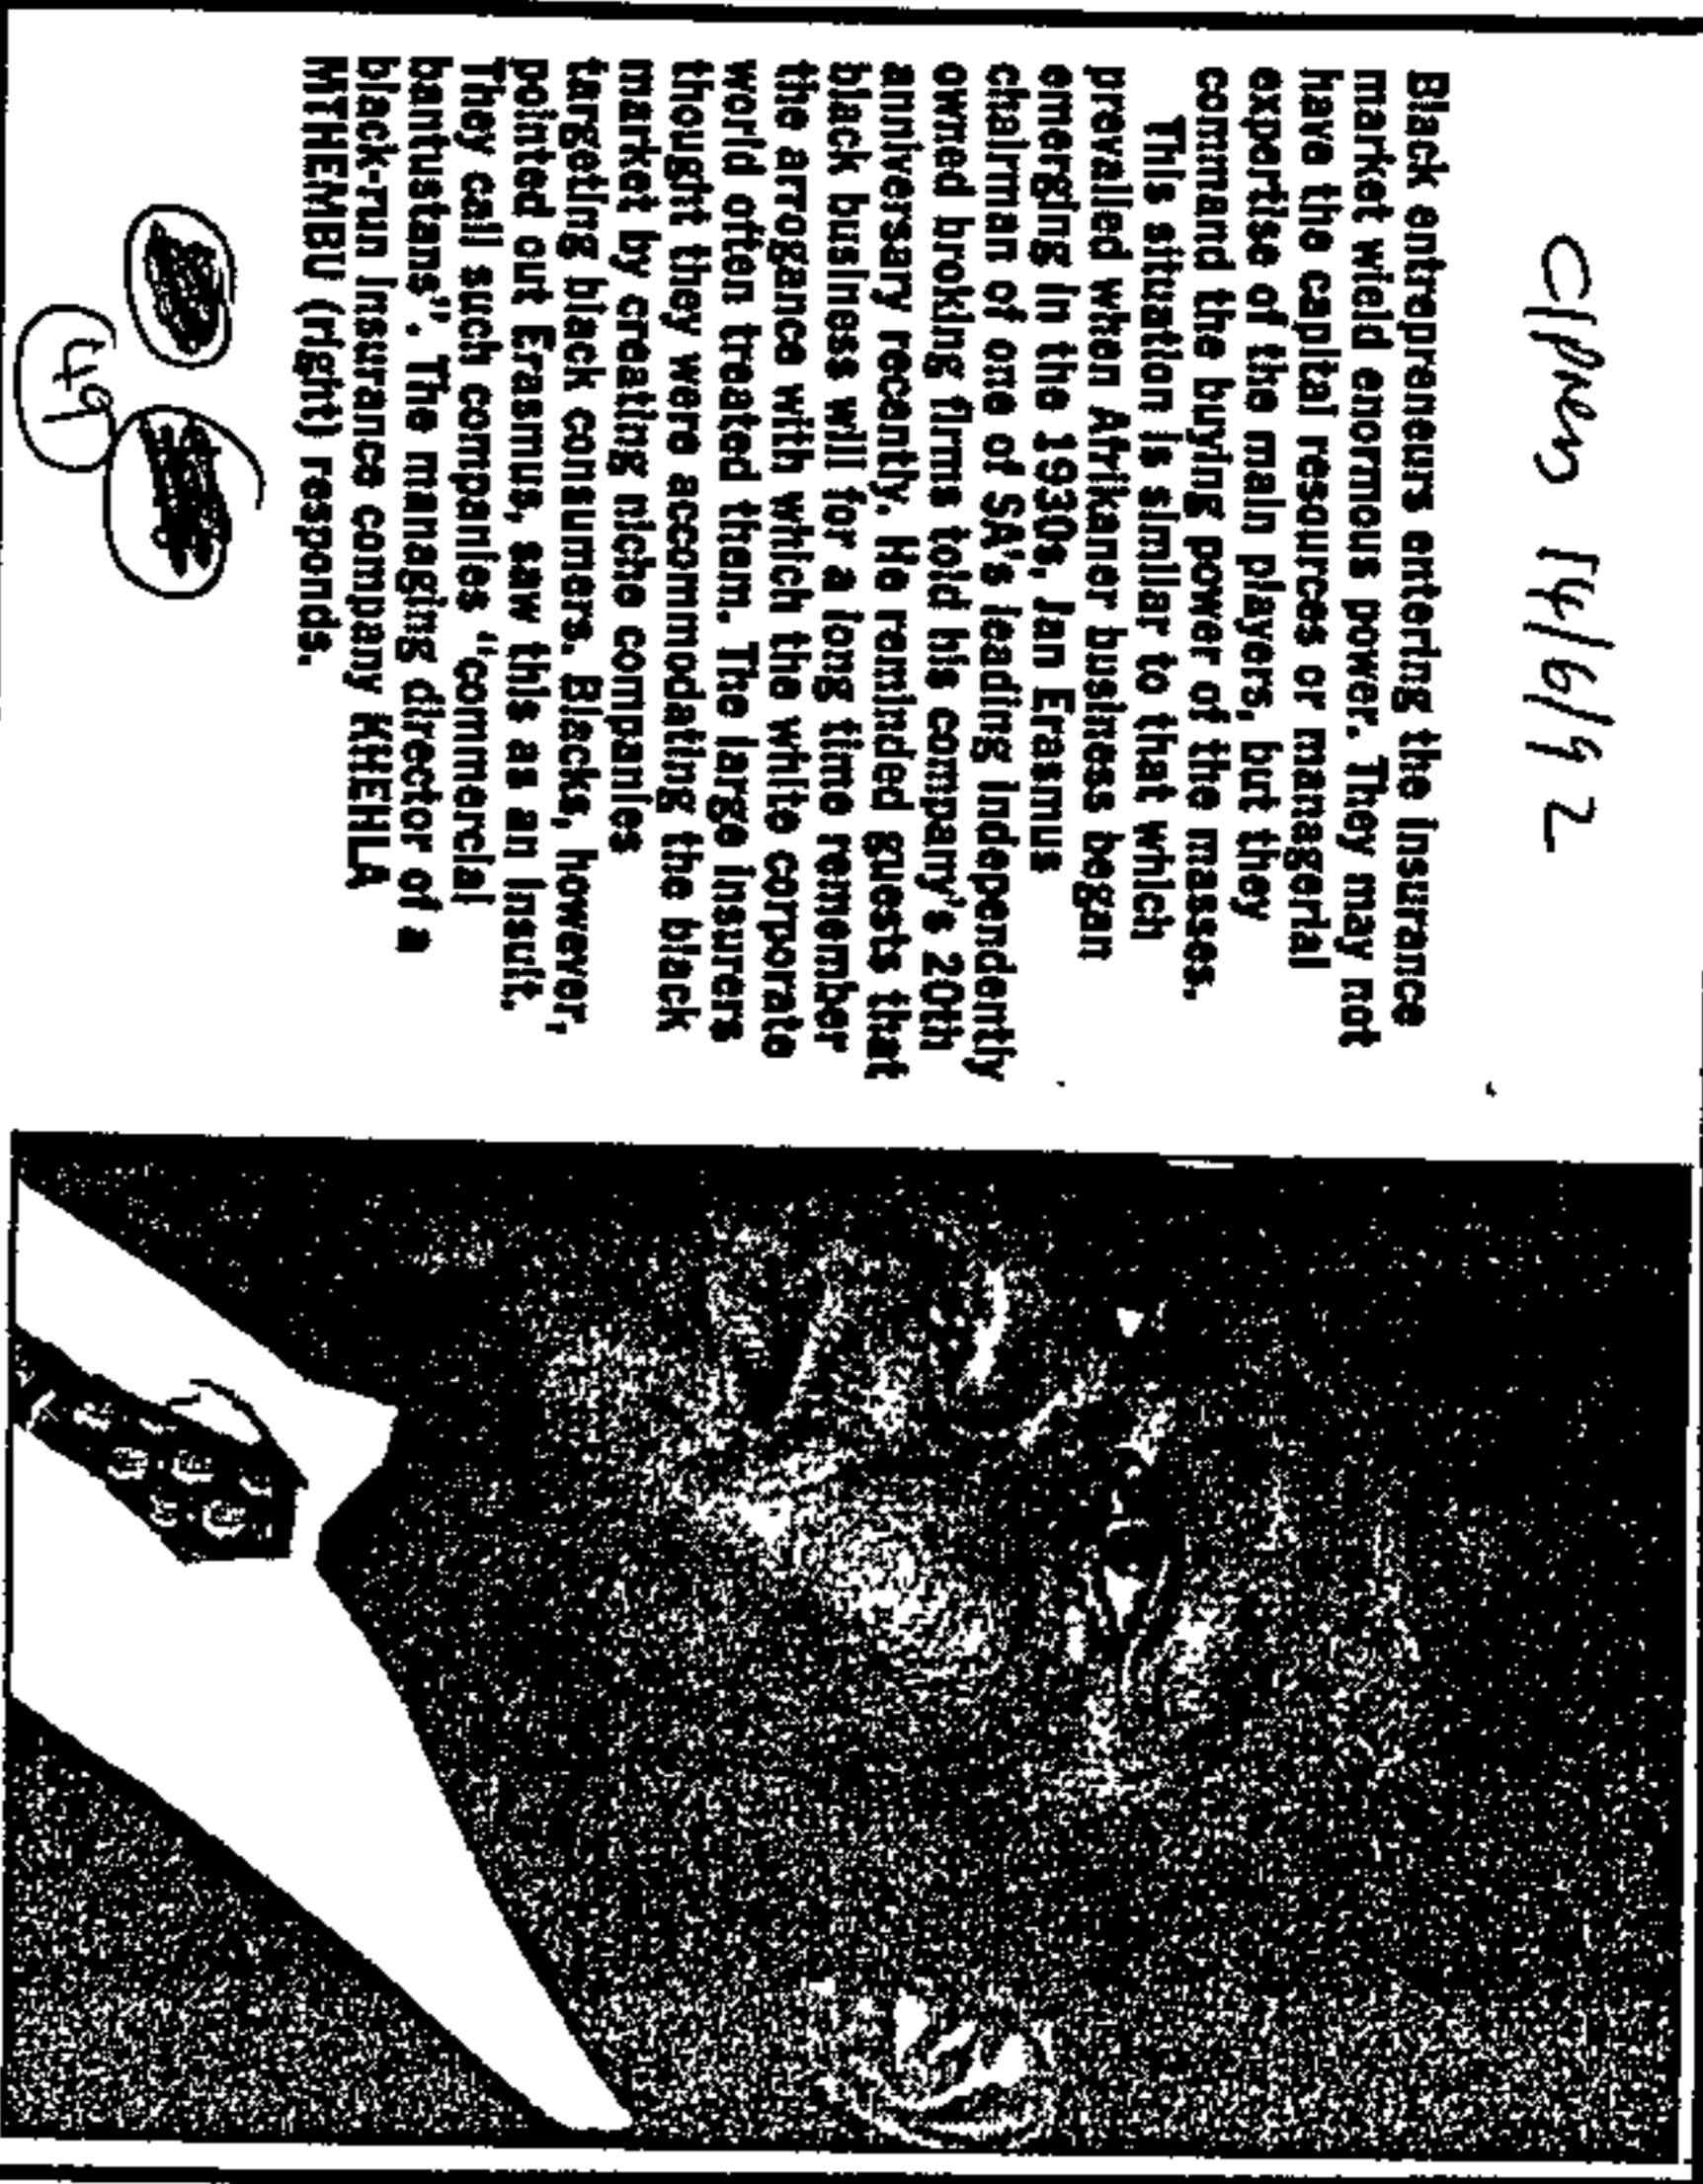 C/Press 14/6/92
Black entrepreneurs entering the insurance
market wield enormous power. They may not
have the capital resources or managerial
expertise of the main players, but they
command the buying power of the masses.
This situation is similar to that which
prevailed when Afrikaner business began
emerging in the 1930s, Jan Erasmus
chairman of one of SA's leading independently
owned broking firms told his company's 20th
anniversary recently. He reminded guests that
black business will for a long time remember
the arrogance with which the white corporate
world often treated them. The large insurers
thought they were accommodating the black
market by creating niche companies
targeting black consumers. Blacks, however,
pointed out Erasmus, saw this as an insult.
They call such companies "commercial
bantustans". The managing director of a
black-run insurance company KHEHLA
MTHEMBU (right) responds.